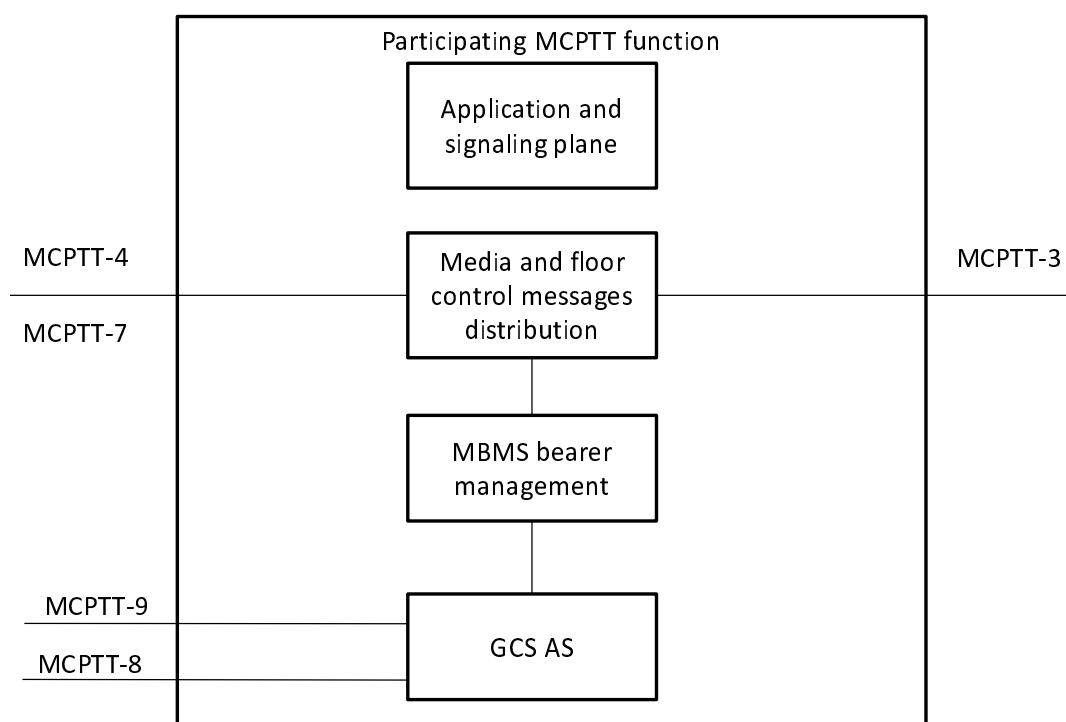 Participating MCPTT function
Application and
signaling plane
MCPTT-4
Media and floor
control messages
distribution
MCPTT-3
MCPTT-7
MBMS bearer
management
MCPTT-9
GCS AS
MCPTT-8